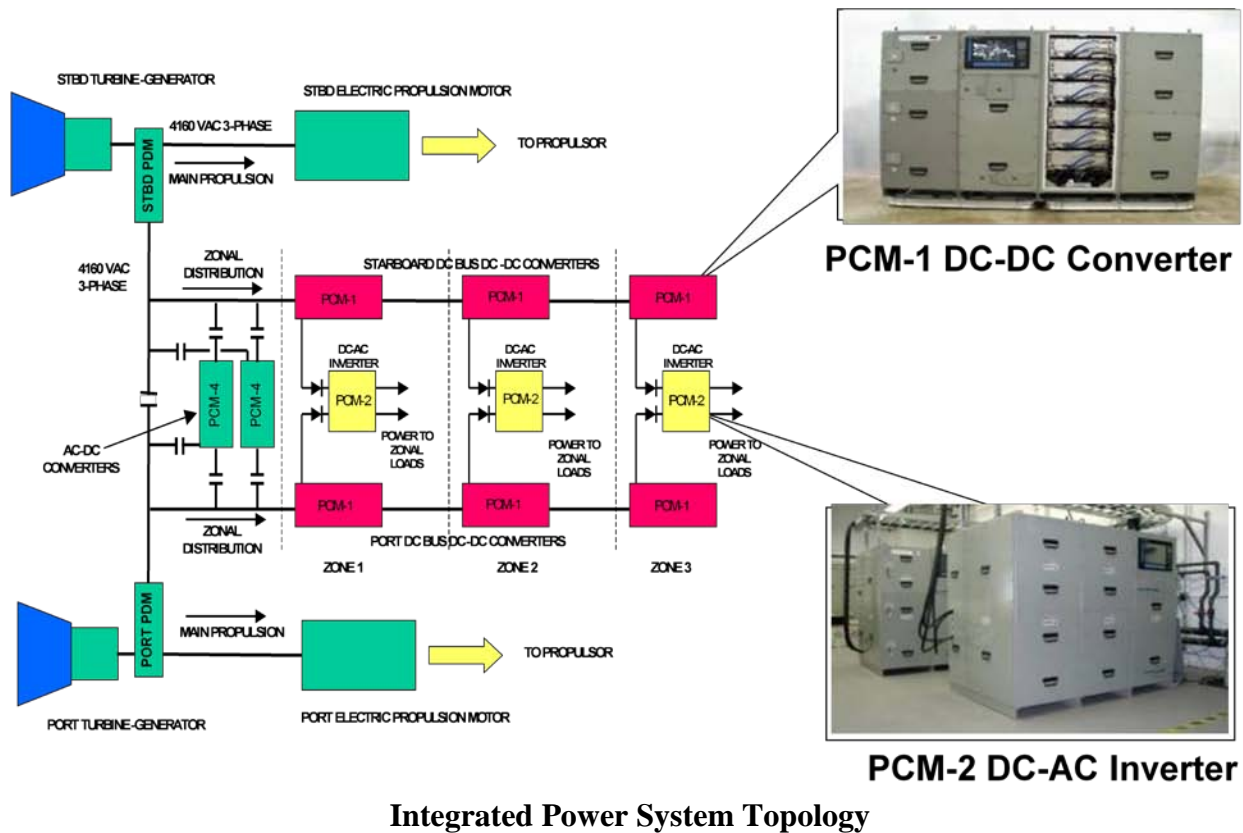 STBD TURBINE-GENERATOR
STBD ELECTRIC PROPULSION MOTOR
4160 VAC 3-PHASE
TO PROPULSOR
MAIN PROPULSION
STBD PDM
PCM-1 DC-DC Converter
4160 VAC
3-PHASE
ZONAL
DISTRIBUTION
STARBOARD DC BUS DC -DC CONVERTERS
PCM-1
PCM-1
PCM-1
DC-AC
INVERTER
DC-AC
INVERTER
DC-AC
INVERTER
PCM-4
PCM-4
PCM-2
PCM-2
PCM-2
AC-DC
CONVERTERS
POWER TO
ZONAL
LOADS
POWER TO
ZONAL
LOADS
POWER TO
ZONAL
LOADS
PCM-1
PCM-1
PCM-1
ZONAL
DISTRIBUTION
PORT DC BUS DC-DC CONVERTERS
ZONE 1
ZONE 2
ZONE 3
PORT PDM
MAIN PROPULSION
TO PROPULSOR
PORT TURBINE-GENERATOR
PORT ELECTRIC PROPULSION MOTOR
PCM-2 DC-AC Inverter
Integrated Power System Topology